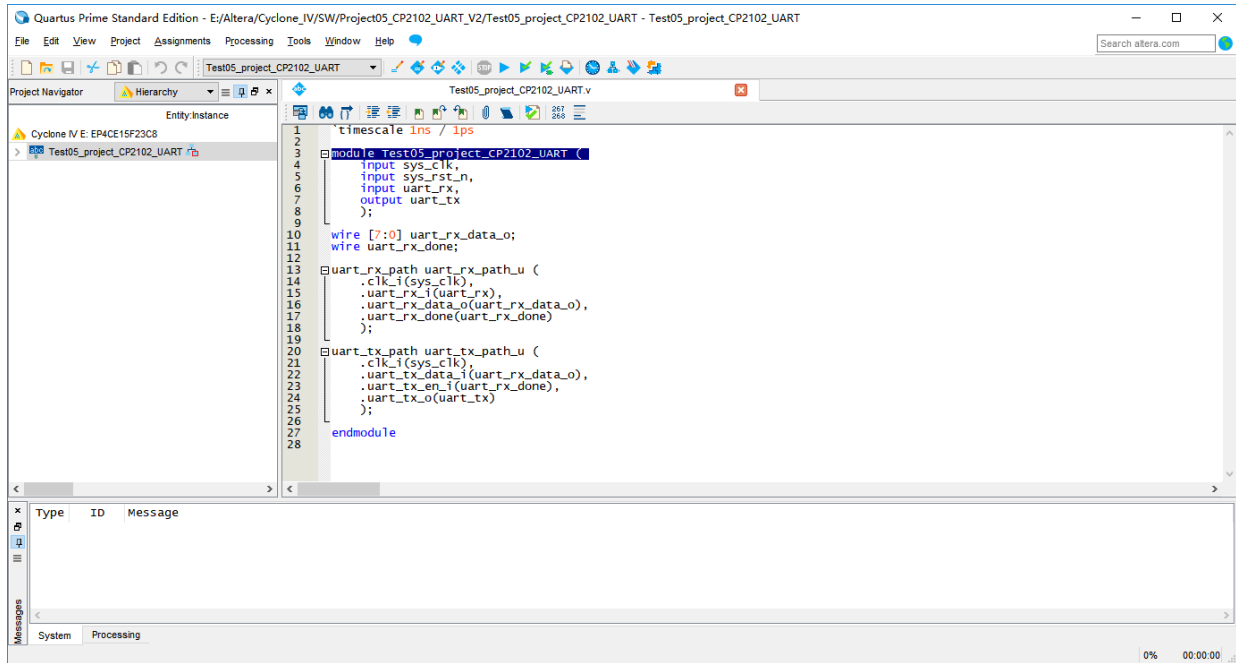 Quartus Prime Standard Edition - E:/Altera/Cyclone_IV/SW/Project05_CP2102_UART_V2/Test05_project_CP2102_UART - Test05_project_CP2102_UART
File Edit View Project Assignments Processing Tools Window Help
Search altera.com
Test05_project_CP2102_UART
STOP
Project Navigator
Hierarchy
Test05_project_CP2102_UART.v
Entity:Instance
Cyclone IV E: EP4CE15F23C8
Test05_project_CP2102_UART
267
268
1 `timescale 1ns / 1ps
2
3 module Test05_project_CP2102_UART (
4 input sys_clk,
5 input sys_rst_n,
6 input uart_rx,
7 output uart_tx
8 );
9
10 wire [7:0] uart_rx_data_o;
11 wire uart_rx_done;
12
13 uart_rx_path uart_rx_path_u (
14 .clk_i(sys_clk),
15 .uart_rx_i(uart_rx),
16 .uart_rx_data_o(uart_rx_data_o),
17 .uart_rx_done(uart_rx_done)
18 );
19
20 uart_tx_path uart_tx_path_u (
21 .clk_i(sys_clk),
22 .uart_tx_data_i(uart_rx_data_o),
23 .uart_tx_en_i(uart_rx_done),
24 .uart_tx_o(uart_tx)
25 );
26
27 endmodule
28
Type ID Message
Messages
System Processing
0% 00:00:00